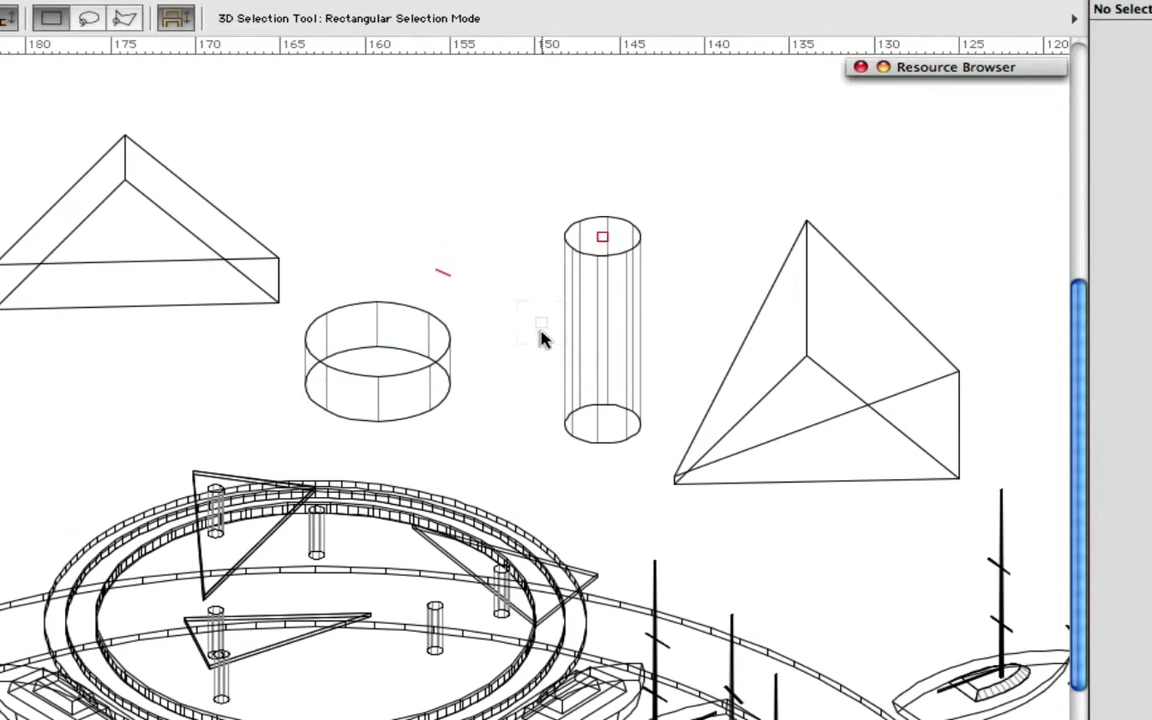 3D Selection Tool: Rectangular Selection Mode
No Select
180 175 170 165 160 155 150 145 140 135 130 125 120
Resource Browser